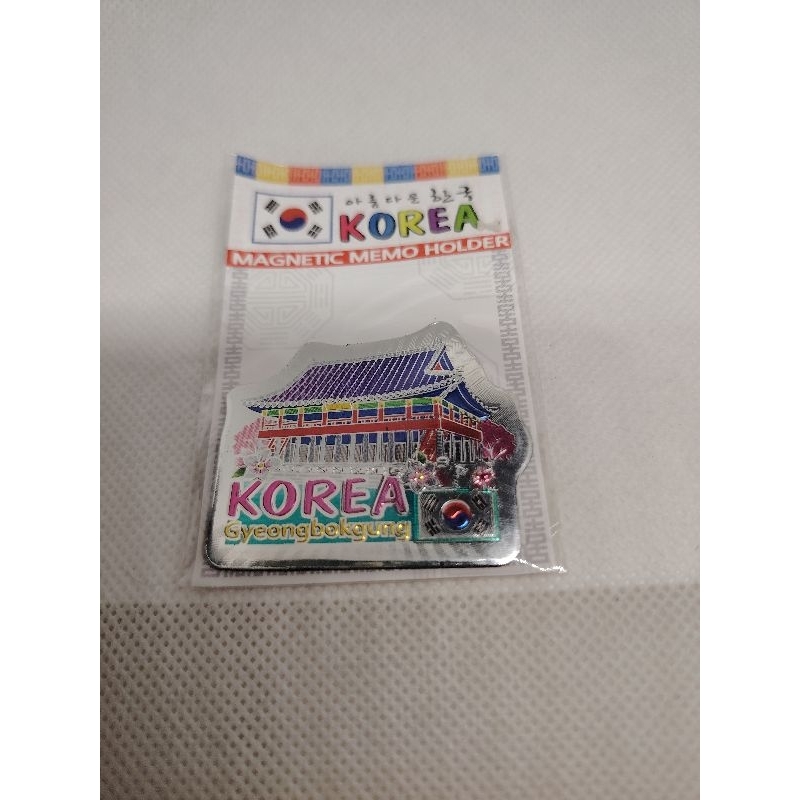 아름다운 한국
KOREA
MAGNETIC MEMO HOLDER
KOREA
Gyeongbokgung